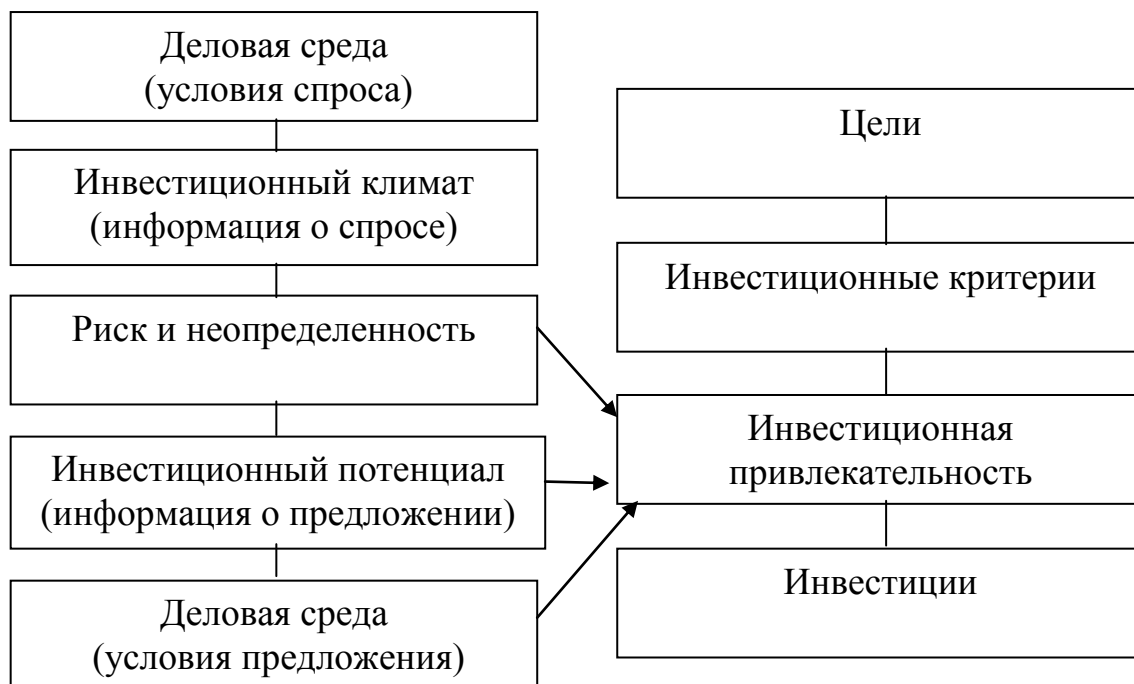 Деловая среда
(условия спроса)
Инвестиционный климат
(информация о спросе)
Риск и неопределенность
Инвестиционный потенциал
(информация о предложении)
Деловая среда
(условия предложения)
Цели
Инвестиционные критерии
Инвестиционная
привлекательность
Инвестиции